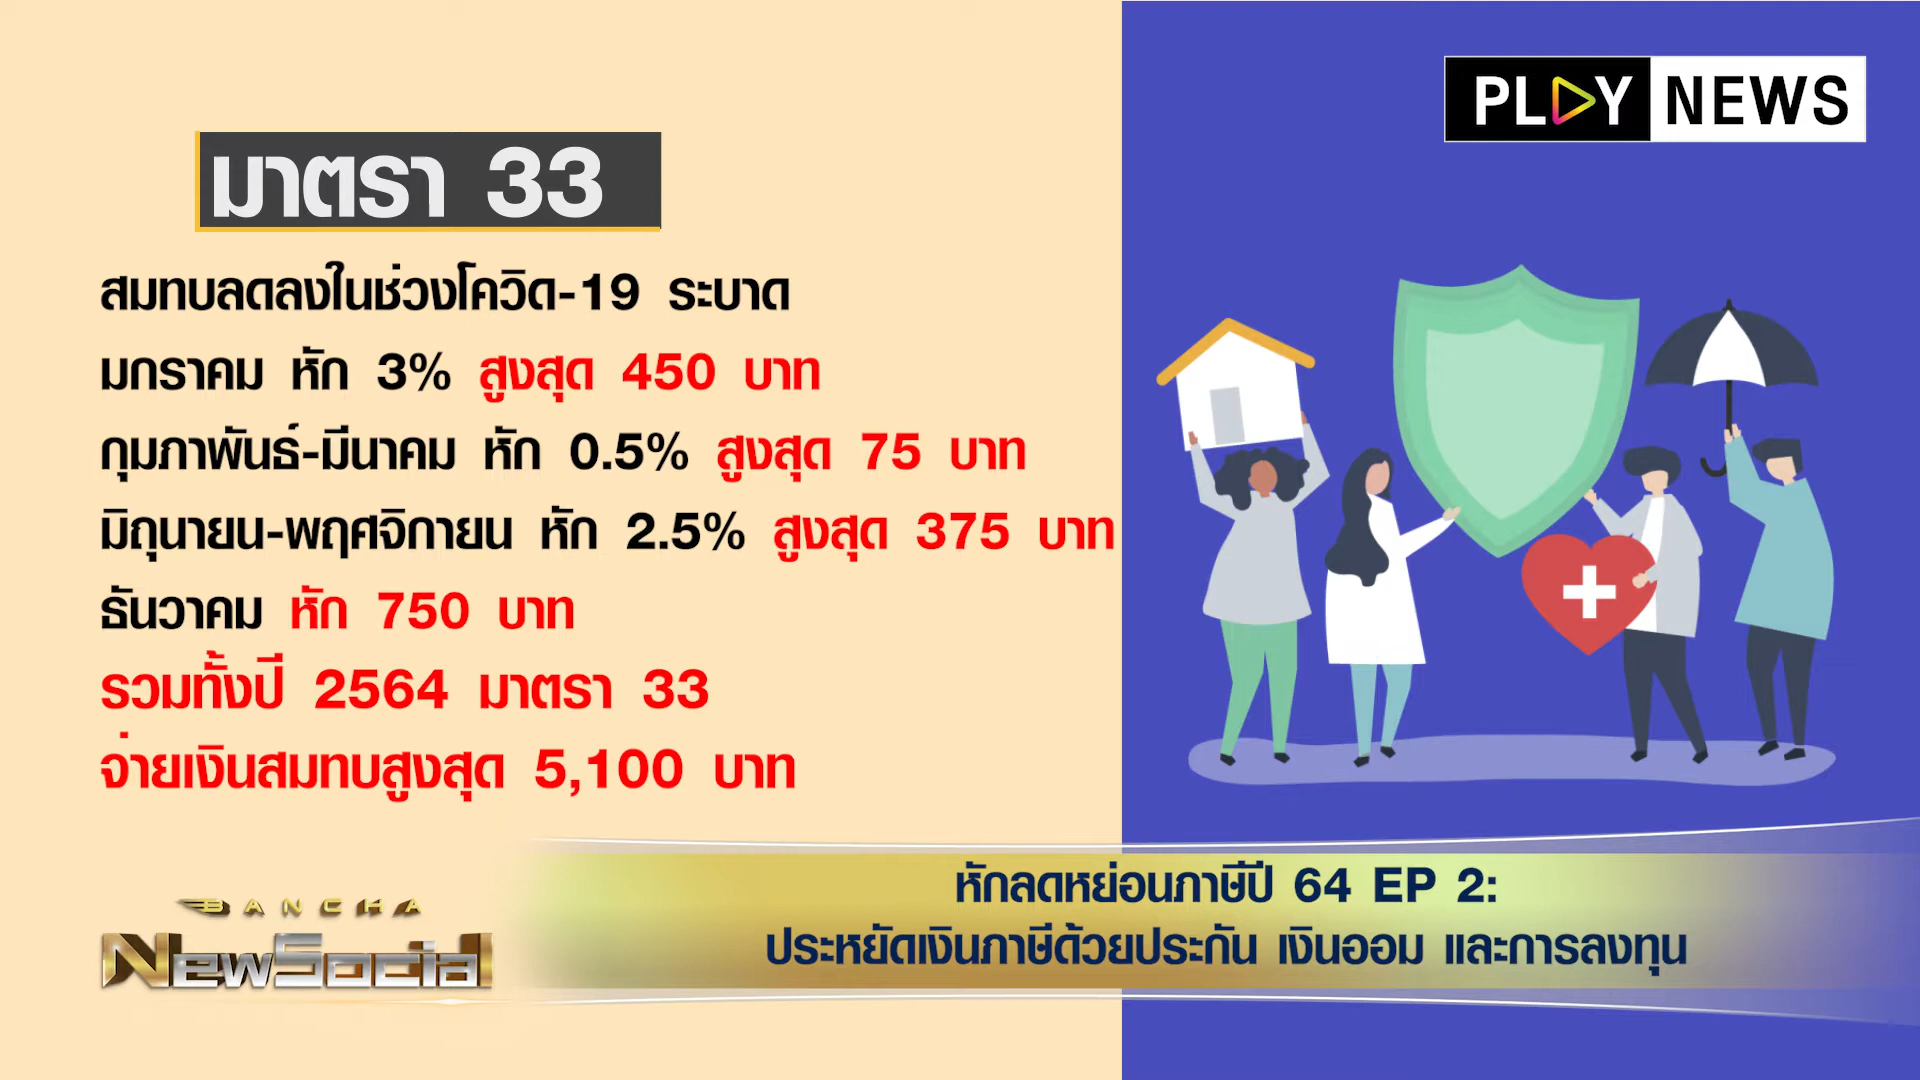 PLAY NEWS
มาตรา 33
สมทบลดลงในช่วงโควิด-19 ระบาด
มกราคม หัก 3% สูงสุด 450 บาท
กุมภาพันธ์-มีนาคม หัก 0.5% สูงสุด 75 บาท
มิถุนายน-พฤศจิกายน หัก 2.5% สูงสุด 375 บาท
ธันวาคม หัก 750 บาท
รวมทั้งปี 2564 มาตรา 33
จ่ายเงินสมทบสูงสุด 5,100 บาท
หักลดหย่อนภาษีปี 64 EP 2:
ประหยัดเงินภาษีด้วยประกัน เงินออม และการลงทุน
BANCHA
NewSocial